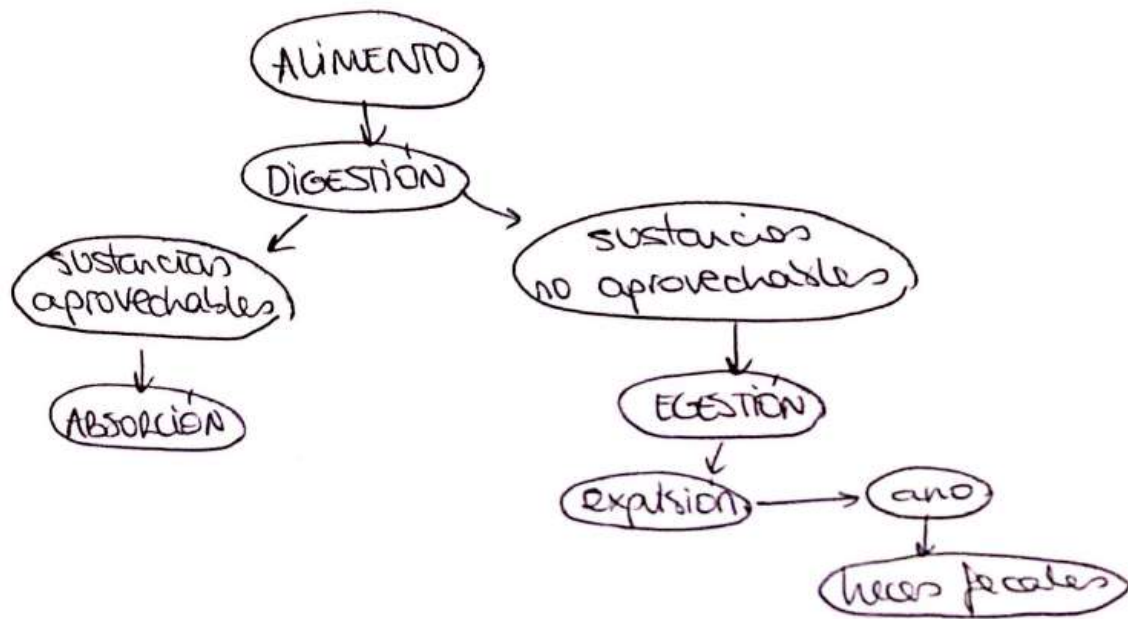 ALIMENTO
DIGESTIÓN
sustancias
aprovechables
sustancias
no aprovechables
ABSORCIÓN
EGESTIÓN
expulsión
ano
heces fecales